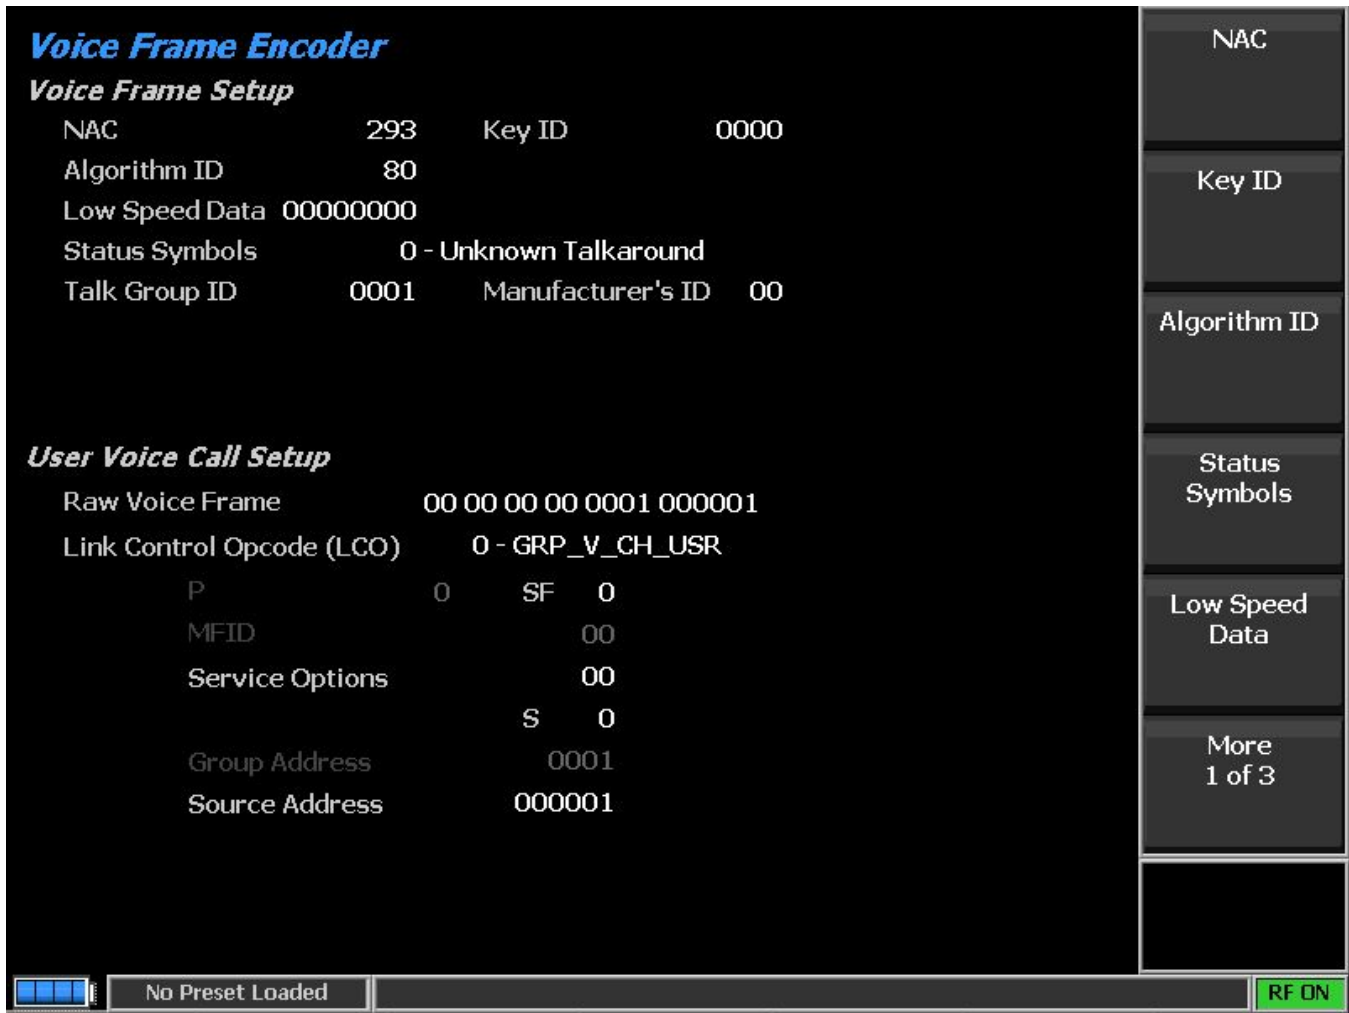 Voice Frame Encoder
Voice Frame Setup
NAC 293 Key ID 0000
Algorithm ID 80
Low Speed Data 00000000
Status Symbols 0 - Unknown Talkaround
Talk Group ID 0001 Manufacturer's ID 00
User Voice Call Setup
Raw Voice Frame 00 00 00 00 0001 000001
Link Control Opcode (LCO) 0 - GRP_V_CH_USR
P 0 SF 0
MFID 00
Service Options 00
S 0
Group Address 0001
Source Address 000001
NAC
Key ID
Algorithm ID
Status
Symbols
Low Speed
Data
More
1 of 3
No Preset Loaded
RF ON